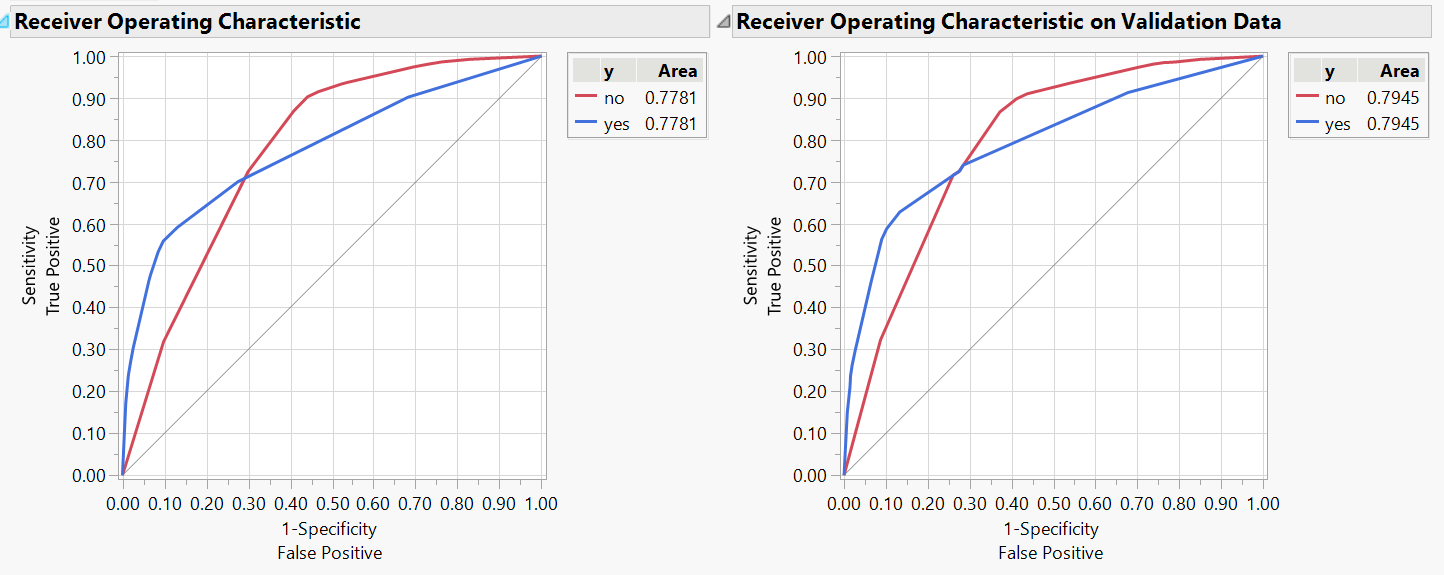 Receiver Operating Characteristic
1.00
0.90
0.80
0.70
0.60
0.50
0.40
0.30
0.20
0.10
0.00
Sensitivity
True Positive
0.00 0.10 0.20 0.30 0.40 0.50 0.60 0.70 0.80 0.90 1.00
1-Specificity
False Positive
y Area
no 0.7781
yes 0.7781
Receiver Operating Characteristic on Validation Data
1.00
0.90
0.80
0.70
0.60
0.50
0.40
0.30
0.20
0.10
0.00
Sensitivity
True Positive
0.00 0.10 0.20 0.30 0.40 0.50 0.60 0.70 0.80 0.90 1.00
1-Specificity
False Positive
y Area
no 0.7945
yes 0.7945